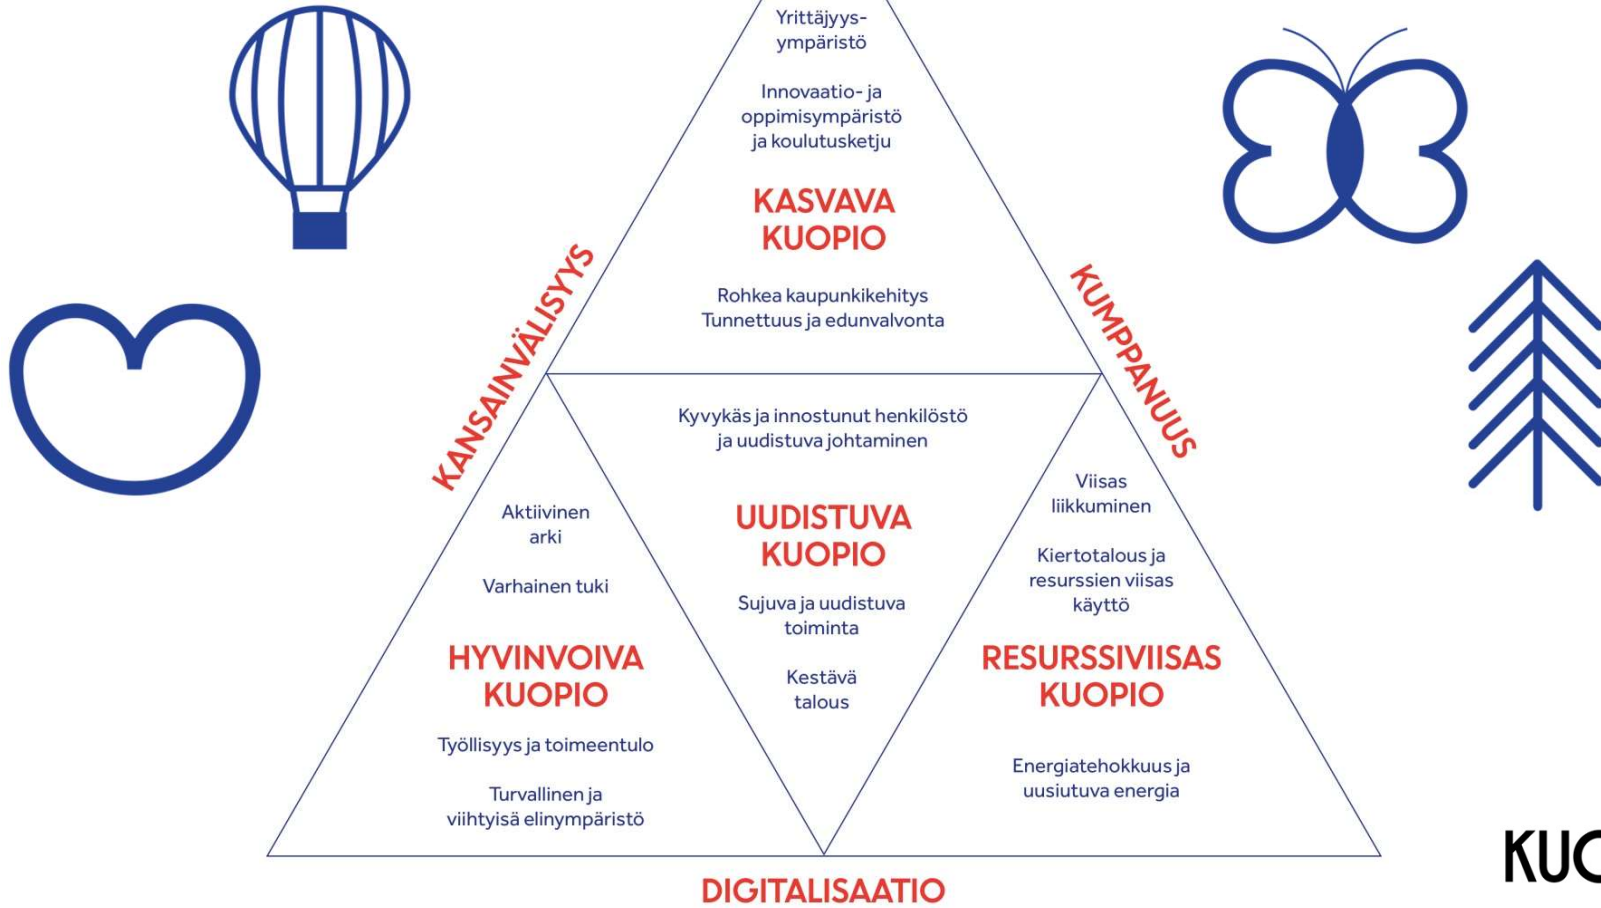 Yrittäjyys-
ympäristö
Innovaatio- ja
oppimisympäristö
ja koulutusketju
KASVAVA
KUOPIO
Rohkea kaupunkikehitys
Tunnettuus ja edunvalvonta
KANSAINVÄLISYYS
KUMPPANUUS
Kyvykäs ja innostunut henkilöstö
ja uudistuva johtaminen
UUDISTUVA
KUOPIO
Sujuva ja uudistuva
toiminta
Kestävä
talous
Aktiivinen
arki
Varhainen tuki
HYVINVOIVA
KUOPIO
Työllisyys ja toimeentulo
Turvallinen ja
viihtyisä elinympäristö
Viisas
liikkuminen
Kiertotalous ja
resurssien viisas
käyttö
RESURSSIVIISAS
KUOPIO
Energiatehokkuus ja
uusiutuva energia
DIGITALISAATIO